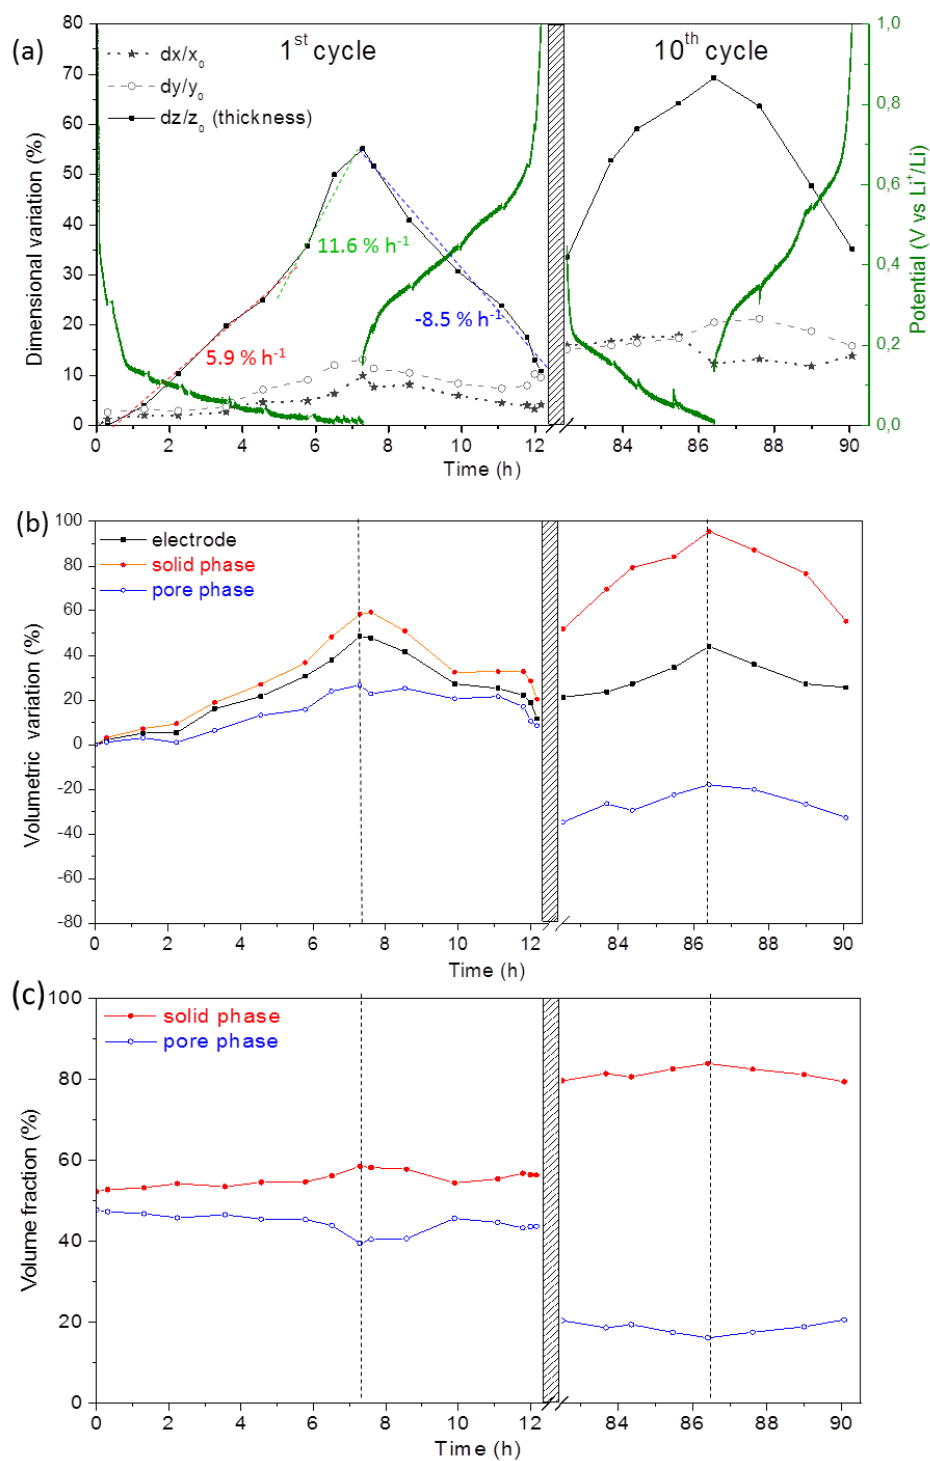 (a)
1st cycle
10th cycle
dx/x0
dy/y0
dz/z0 (thickness)
11.6 % h-1
5.9 % h-1
-8.5 % h-1
Dimensional variation (%)
80
70
60
50
40
30
20
10
0
Potential (V vs Li+/Li)
1,0
0,8
0,6
0,4
0,2
0,0
0 2 4 6 8 10 12 84 86 88 90
Time (h)
Time (h)
(b)
electrode
solid phase
pore phase
Volumetric variation (%)
100
80
60
40
20
0
-20
-40
-60
-80
0 2 4 6 8 10 12 84 86 88 90
Time (h)
Time (h)
(c)
solid phase
pore phase
Volume fraction (%)
100
80
60
40
20
0
0 2 4 6 8 10 12 84 86 88 90
Time (h)
Time (h)